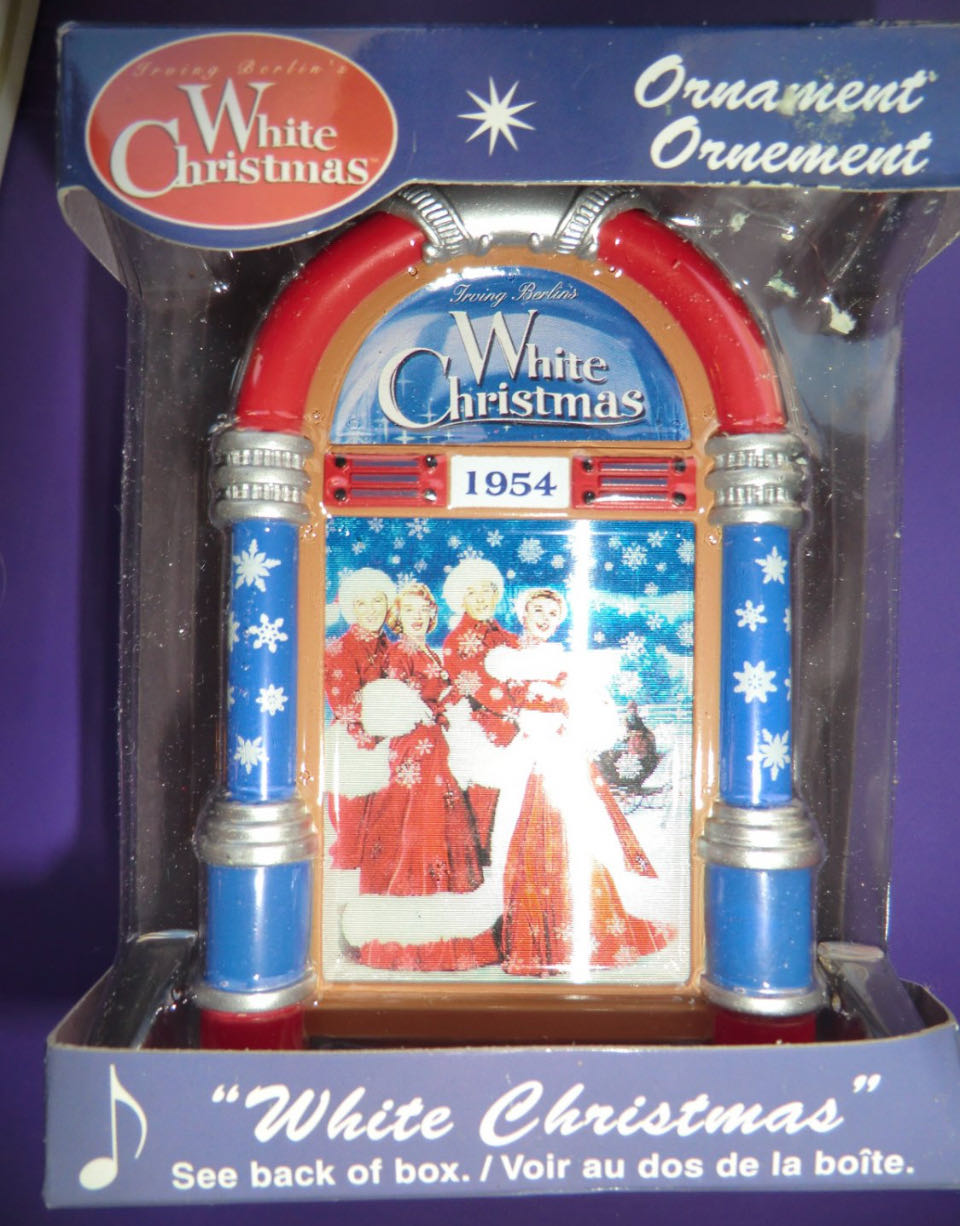 Irving Berlin's
White
Christmas™
Ornament
Ornement
Irving Berlin's
White
Christmas
1954
"White Christmas"
See back of box. / Voir au dos de la boîte.